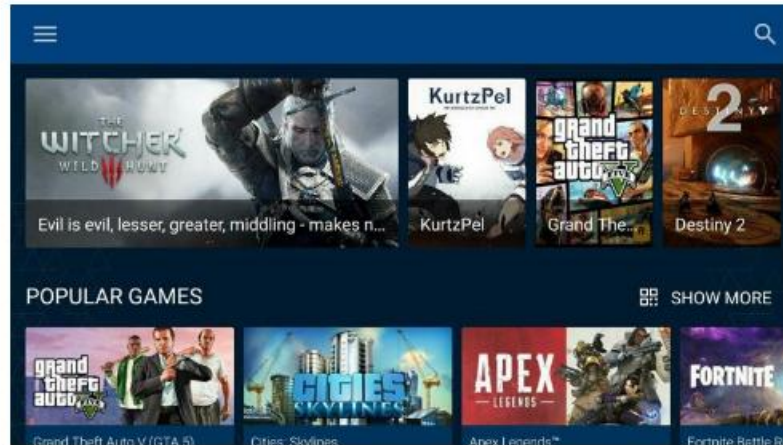 THE
WITCHER
WILD HUNT
KurtzPel
grand
theft
auto
V
DESTINY
2
Evil is evil, lesser, greater, middling - makes n...
KurtzPel
Grand The...
Destiny 2
POPULAR GAMES
SHOW MORE
grand
theft
auto
V
CITIES
SKYLINES
APEX
LEGENDS
FORTNITE
Grand Theft Auto V (GTA 5)
Cities: Skylines
Apex Legends™
Fortnite Battle